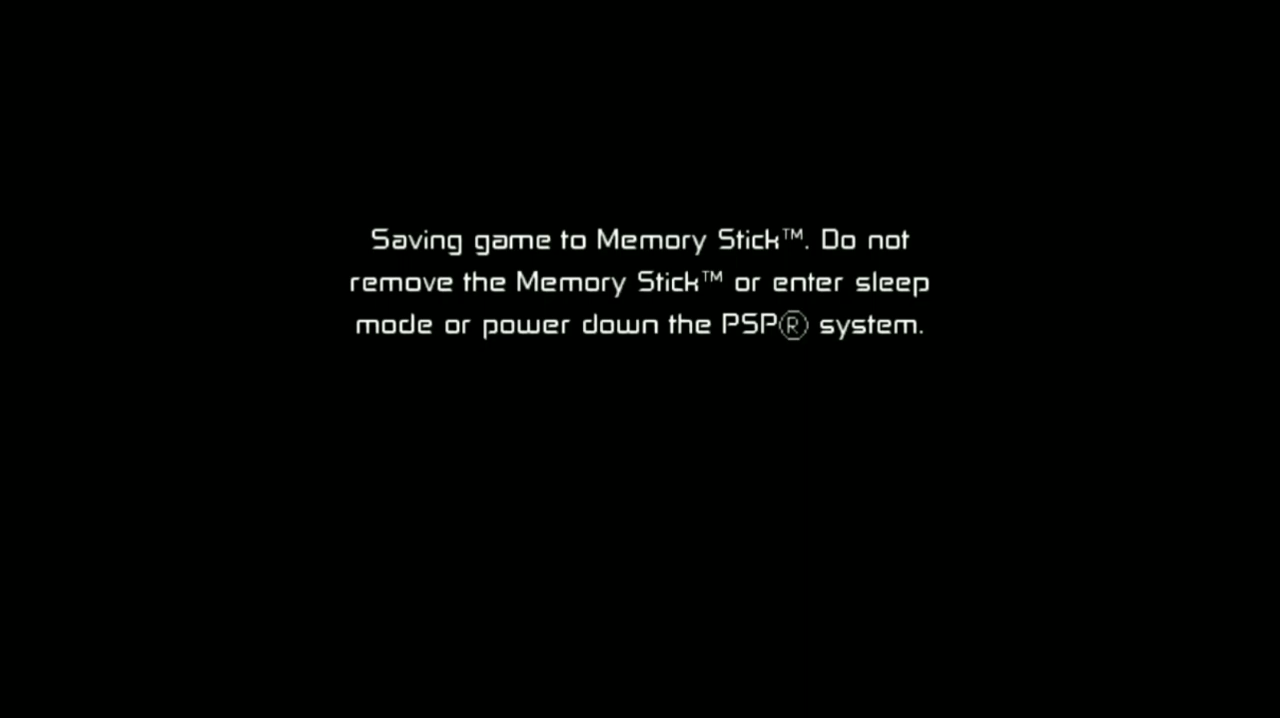 Saving game to Memory Stick™. Do not
remove the Memory Stick™ or enter sleep
mode or power down the PSP® system.